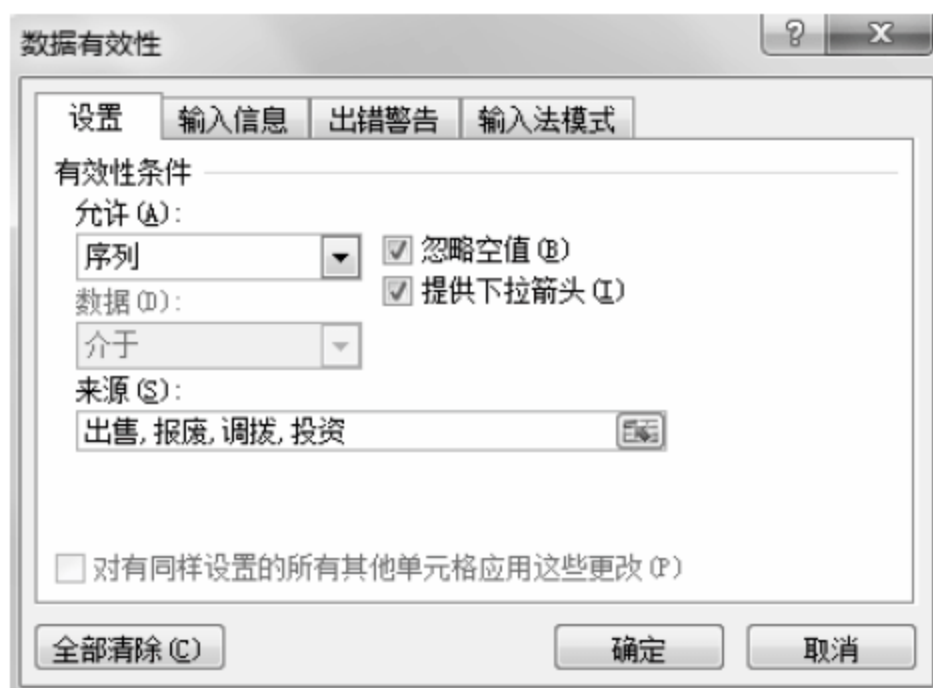 数据有效性
设置 输入信息 出错警告 输入法模式
有效性条件
允许(A):
序列 忽略空值(B)
数据(D): 提供下拉箭头(I)
介于
来源(S):
出售,报废,调拨,投资
对有同样设置的所有其他单元格应用这些更改(P)
全部清除(C) 确定 取消